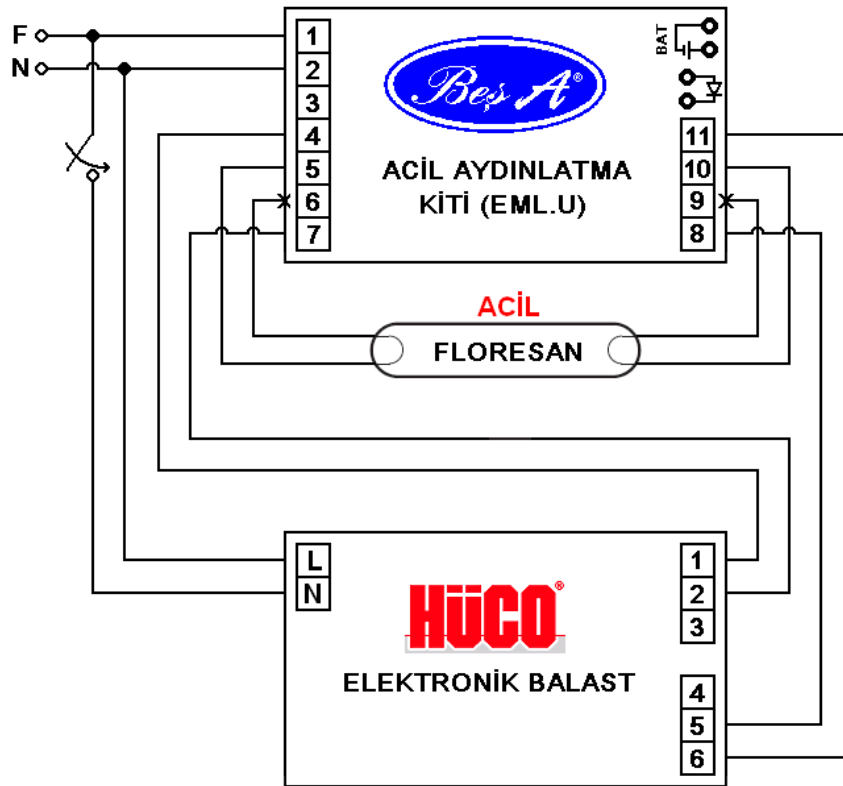 F
N
1
2
3
4
5
6
7
Beş A®
ACİL AYDINLATMA
KİTİ (EML.U)
BAT
11
10
9
8
ACİL
FLORESAN
L
N
HÜCO®
ELEKTRONİK BALAST
1
2
3
4
5
6